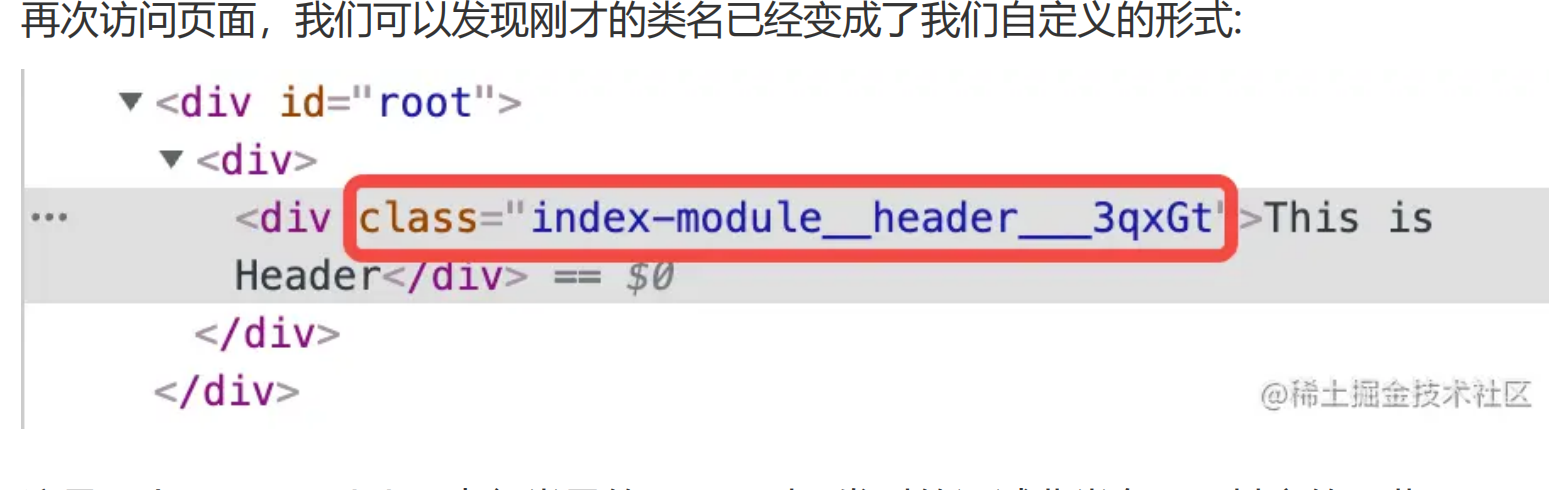 再次访问页面，我们可以发现刚才的类名已经变成了我们自定义的形式:
▼ <div id="root">
▼ <div>
••• <div class="index-module__header___3qxGt">This is
Header</div> == $0
</div>
</div>
@稀土掘金技术社区